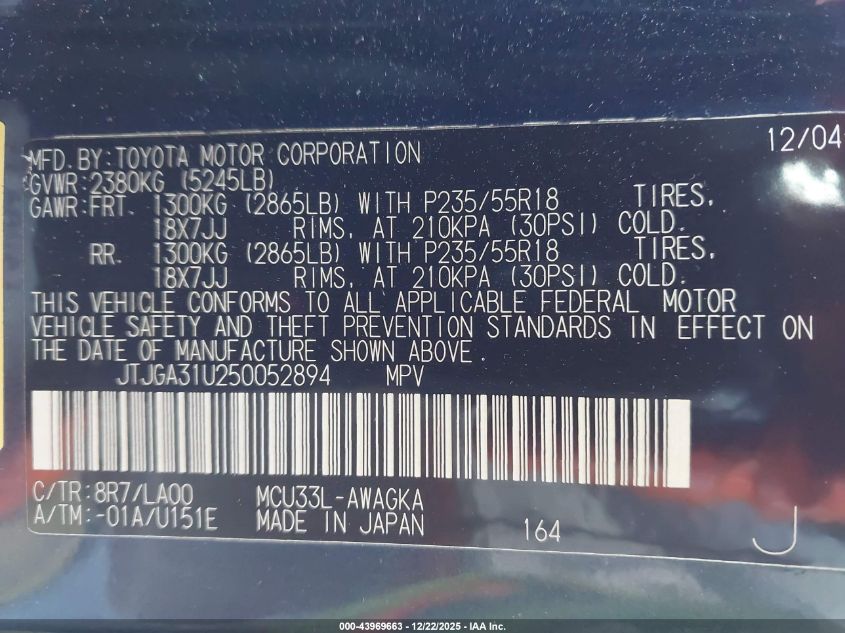 12/04
MFD. BY: TOYOTA MOTOR CORPORATION
GVWR: 2380KG (5245LB)
GAWR: FRT. 1300KG (2865LB) WITH P235/55R18 TIRES,
18X7JJ RIMS, AT 210KPA (30PSI) COLD.
RR. 1300KG (2865LB) WITH P235/55R18 TIRES,
18X7JJ RIMS, AT 210KPA (30PSI) COLD.
THIS VEHICLE CONFORMS TO ALL APPLICABLE FEDERAL MOTOR
VEHICLE SAFETY AND THEFT PREVENTION STANDARDS IN EFFECT ON
THE DATE OF MANUFACTURE SHOWN ABOVE.
JTJGA31U250052894 MPV
C/TR: 8R7/LA00 MCU33L-AWAGKA
A/TM: -01A/U151E MADE IN JAPAN 164 J
000-43969663 - 12/22/2025 - IAA Inc.